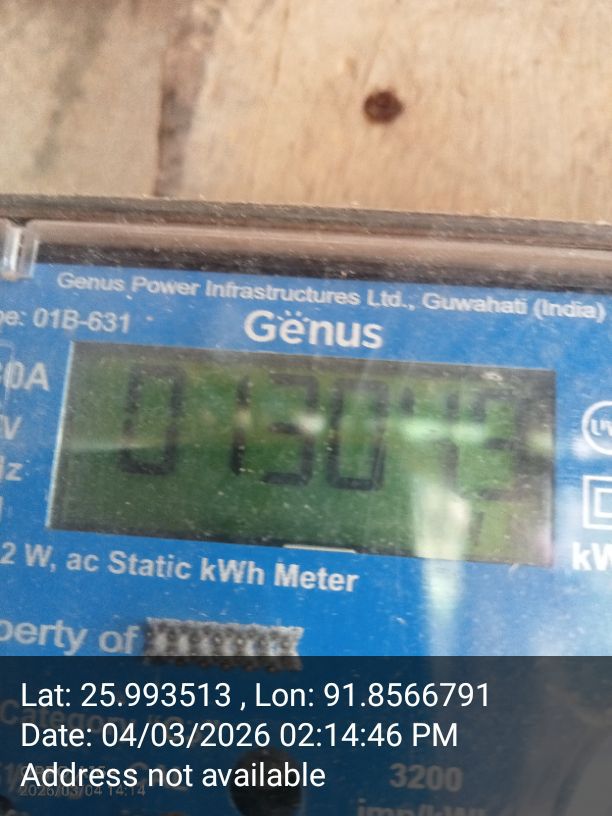 Genus Power Infrastructures Ltd., Guwahati (India)
01B-631
Genus
0A
013043
2 W, ac Static kWh Meter
perty of
Lat: 25.993513 , Lon: 91.8566791
Date: 04/03/2026 02:14:46 PM
Address not available
2026/03/04 14:14
3200